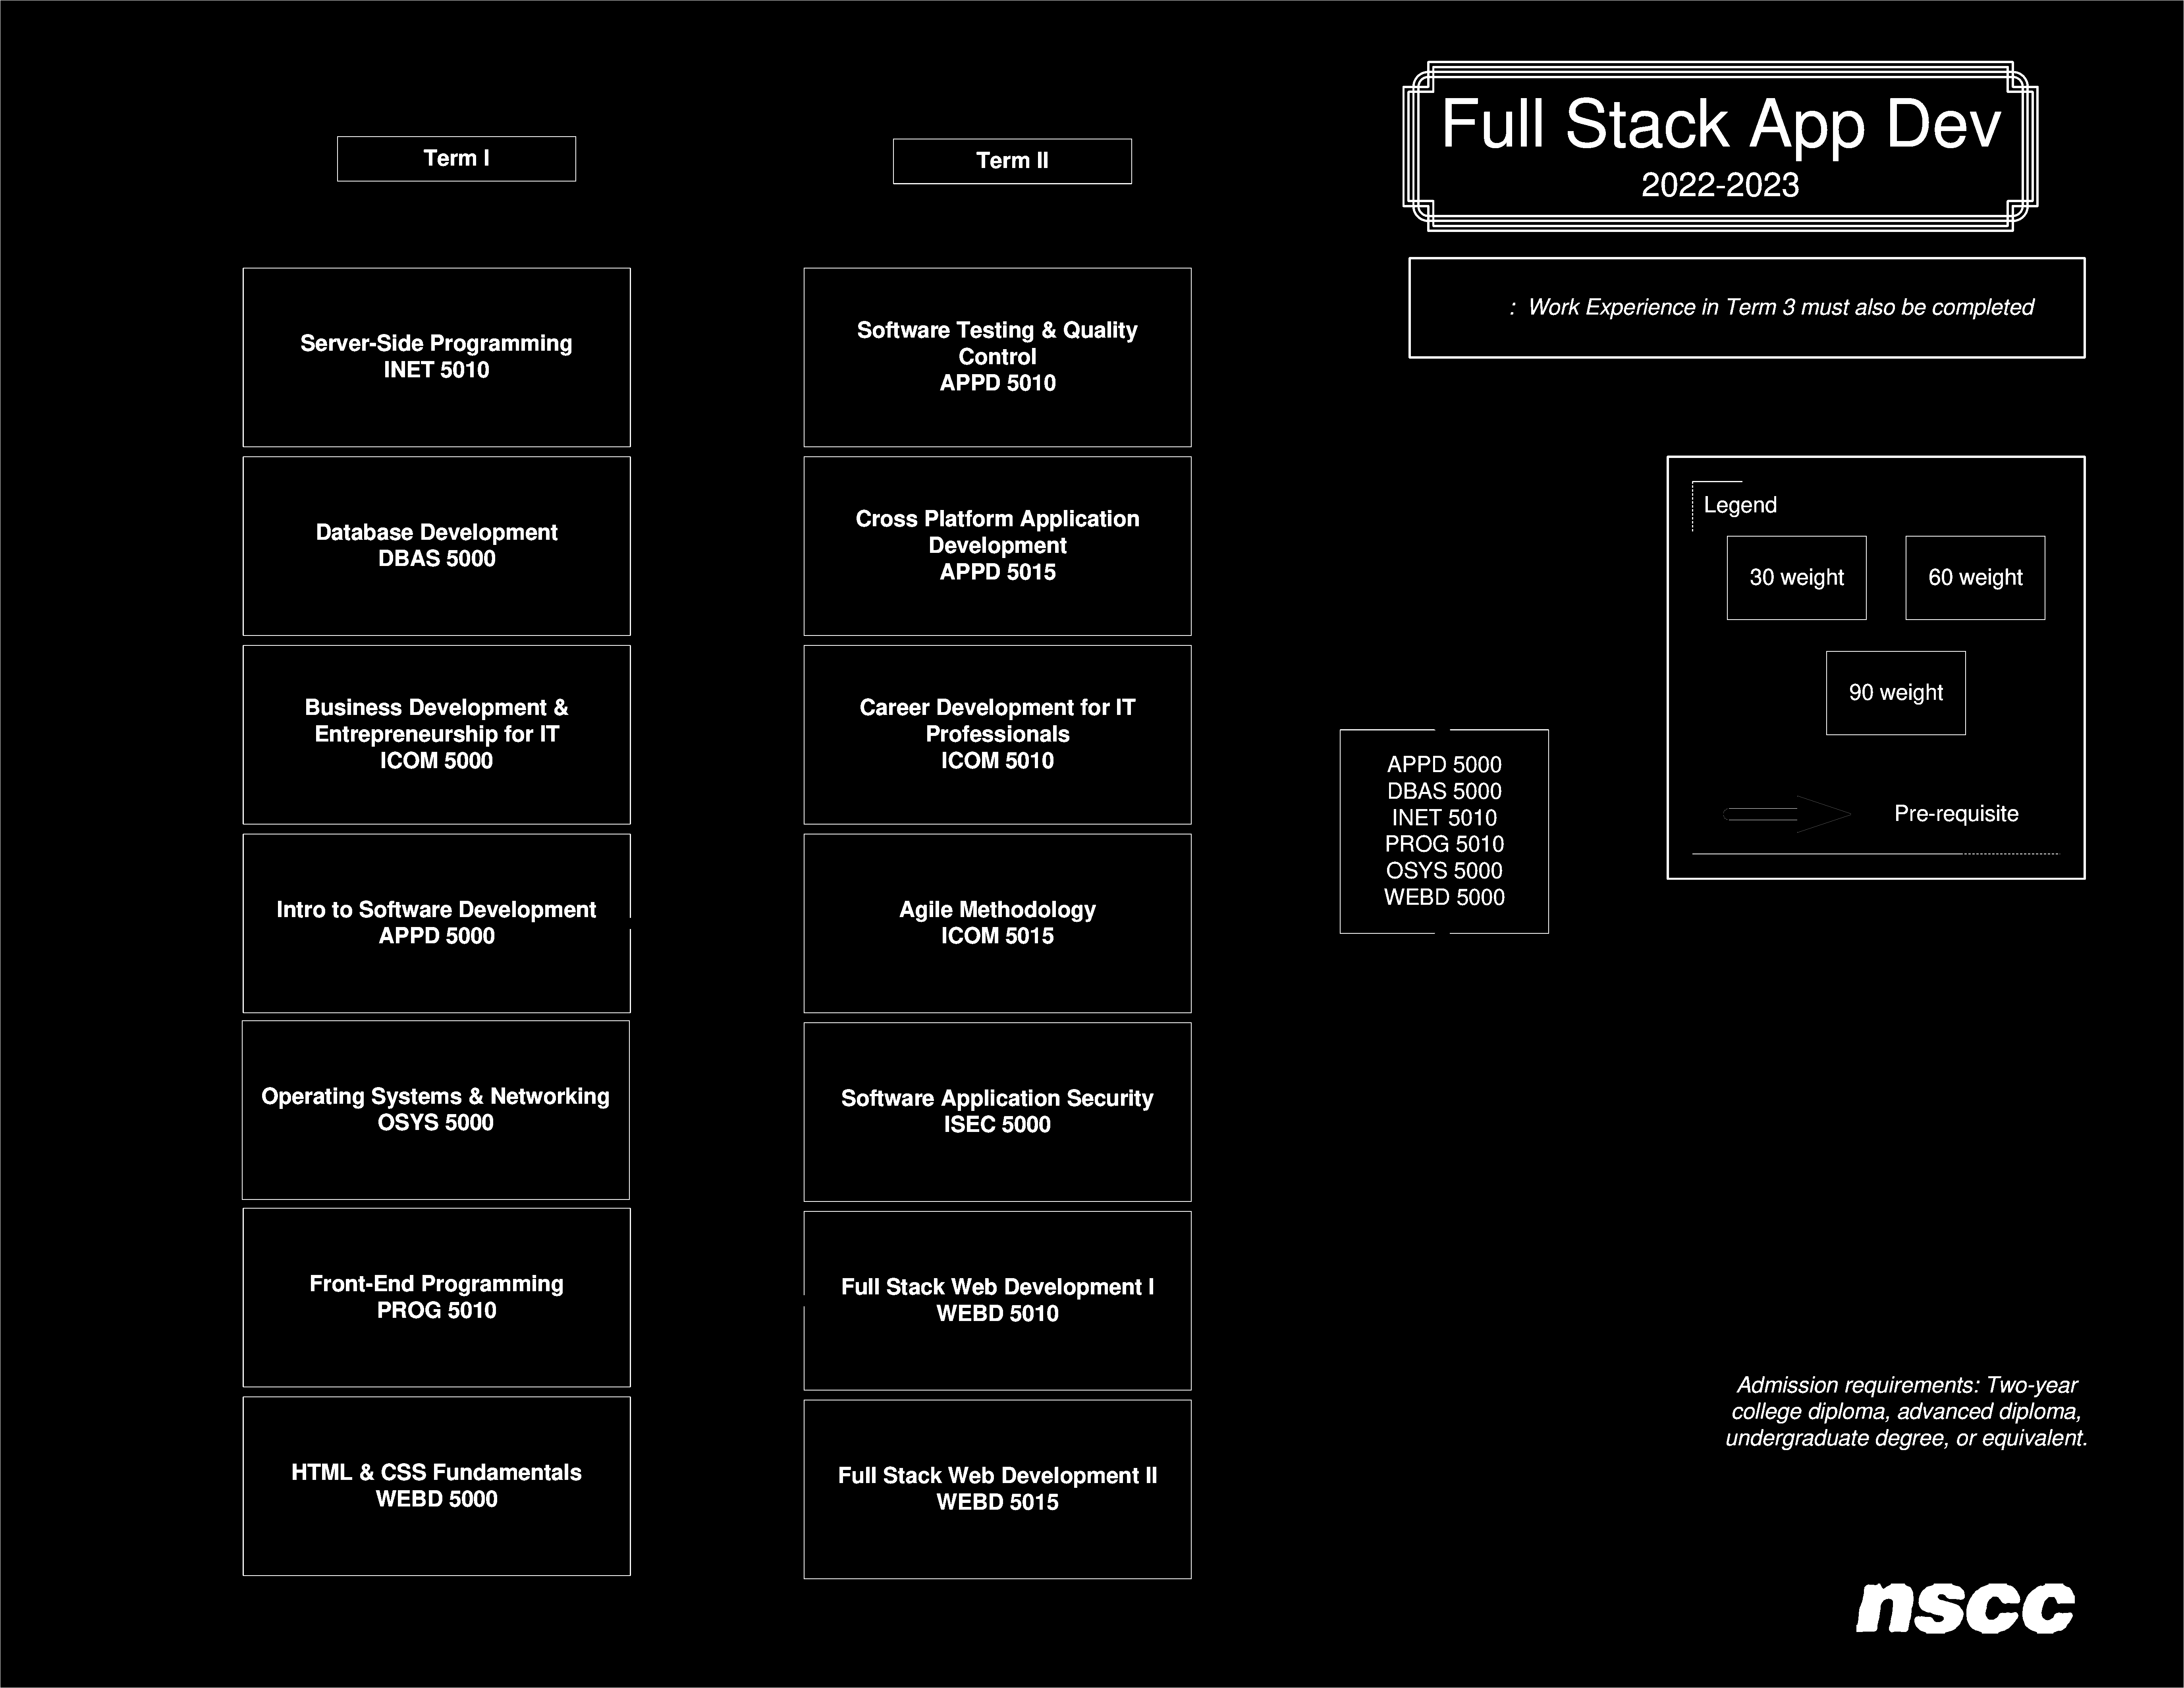 Full Stack App Dev
2022-2023
: Work Experience in Term 3 must also be completed
Term I
Server-Side Programming
INET 5010
Database Development
DBAS 5000
Business Development &
Entrepreneurship for IT
ICOM 5000
Intro to Software Development
APPD 5000
Operating Systems & Networking
OSYS 5000
Front-End Programming
PROG 5010
HTML & CSS Fundamentals
WEBD 5000
Term II
Software Testing & Quality
Control
APPD 5010
Cross Platform Application
Development
APPD 5015
Career Development for IT
Professionals
ICOM 5010
Agile Methodology
ICOM 5015
Software Application Security
ISEC 5000
Full Stack Web Development I
WEBD 5010
Full Stack Web Development II
WEBD 5015
APPD 5000
DBAS 5000
INET 5010
PROG 5010
OSYS 5000
WEBD 5000
Legend
30 weight
60 weight
90 weight
Pre-requisite
Admission requirements: Two-year
college diploma, advanced diploma,
undergraduate degree, or equivalent.
nscc